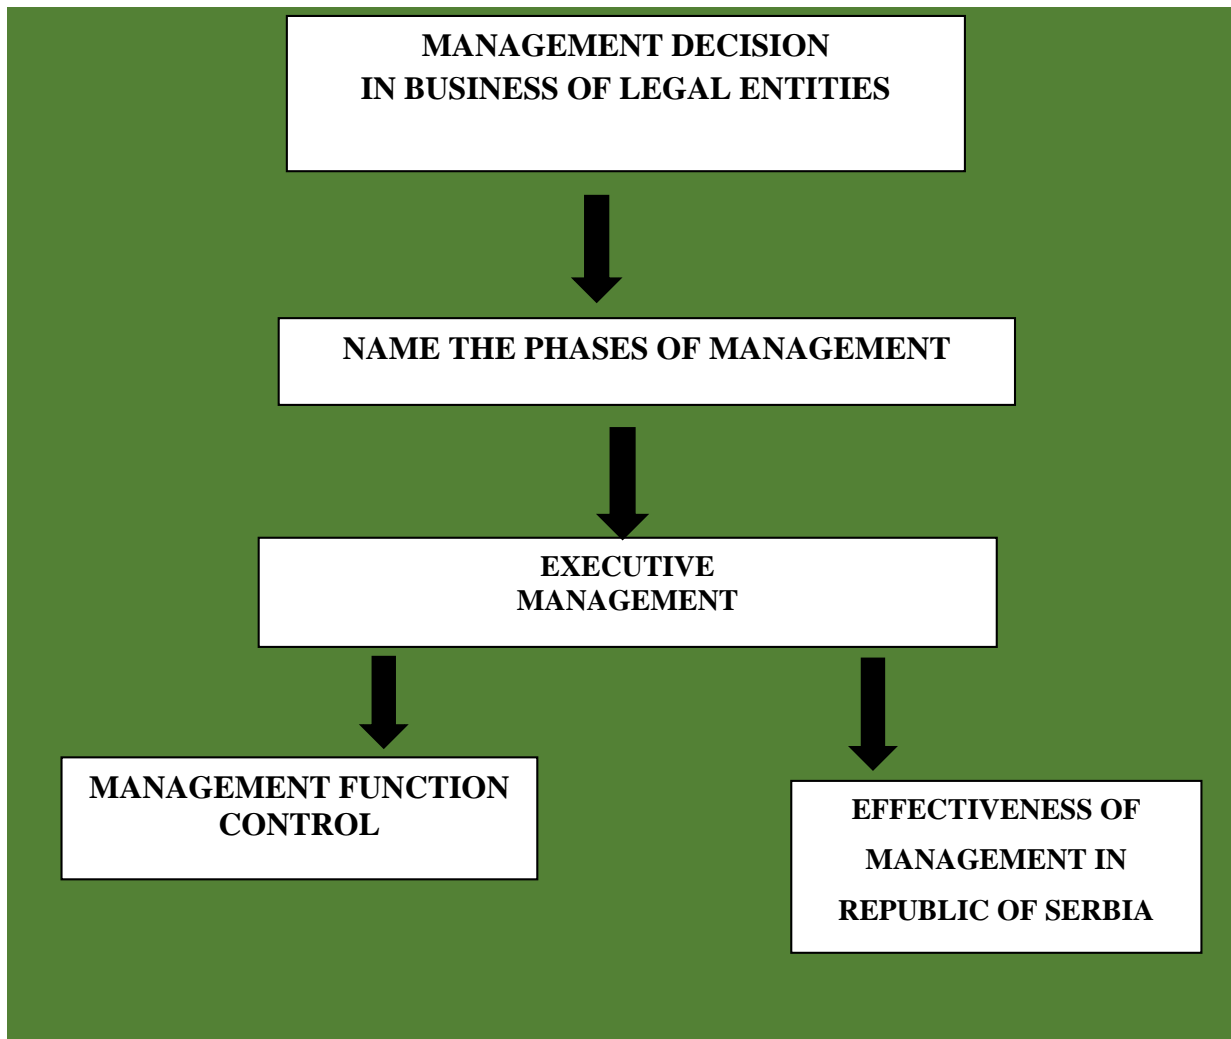 MANAGEMENT DECISION
IN BUSINESS OF LEGAL ENTITIES
NAME THE PHASES OF MANAGEMENT
EXECUTIVE
MANAGEMENT
MANAGEMENT FUNCTION
CONTROL
EFFECTIVENESS OF
MANAGEMENT IN
REPUBLIC OF SERBIA